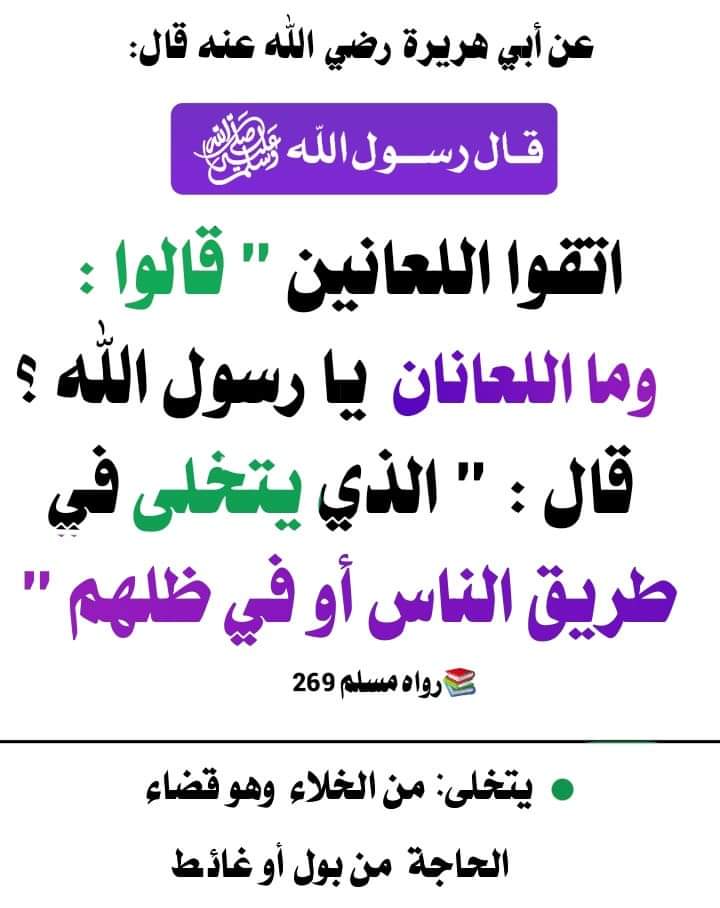 عن أبي هريرة رضي الله عنه قال:
قال رسول الله ﷺ
اتقوا اللعانين " قالوا :
وما اللعانان يا رسول الله ؟
قال : " الذي يتخلى في
طريق الناس أو في ظلهم "
📚رواه مسلم 269
• يتخلى: من الخلاء وهو قضاء
الحاجة من بول أو غائط